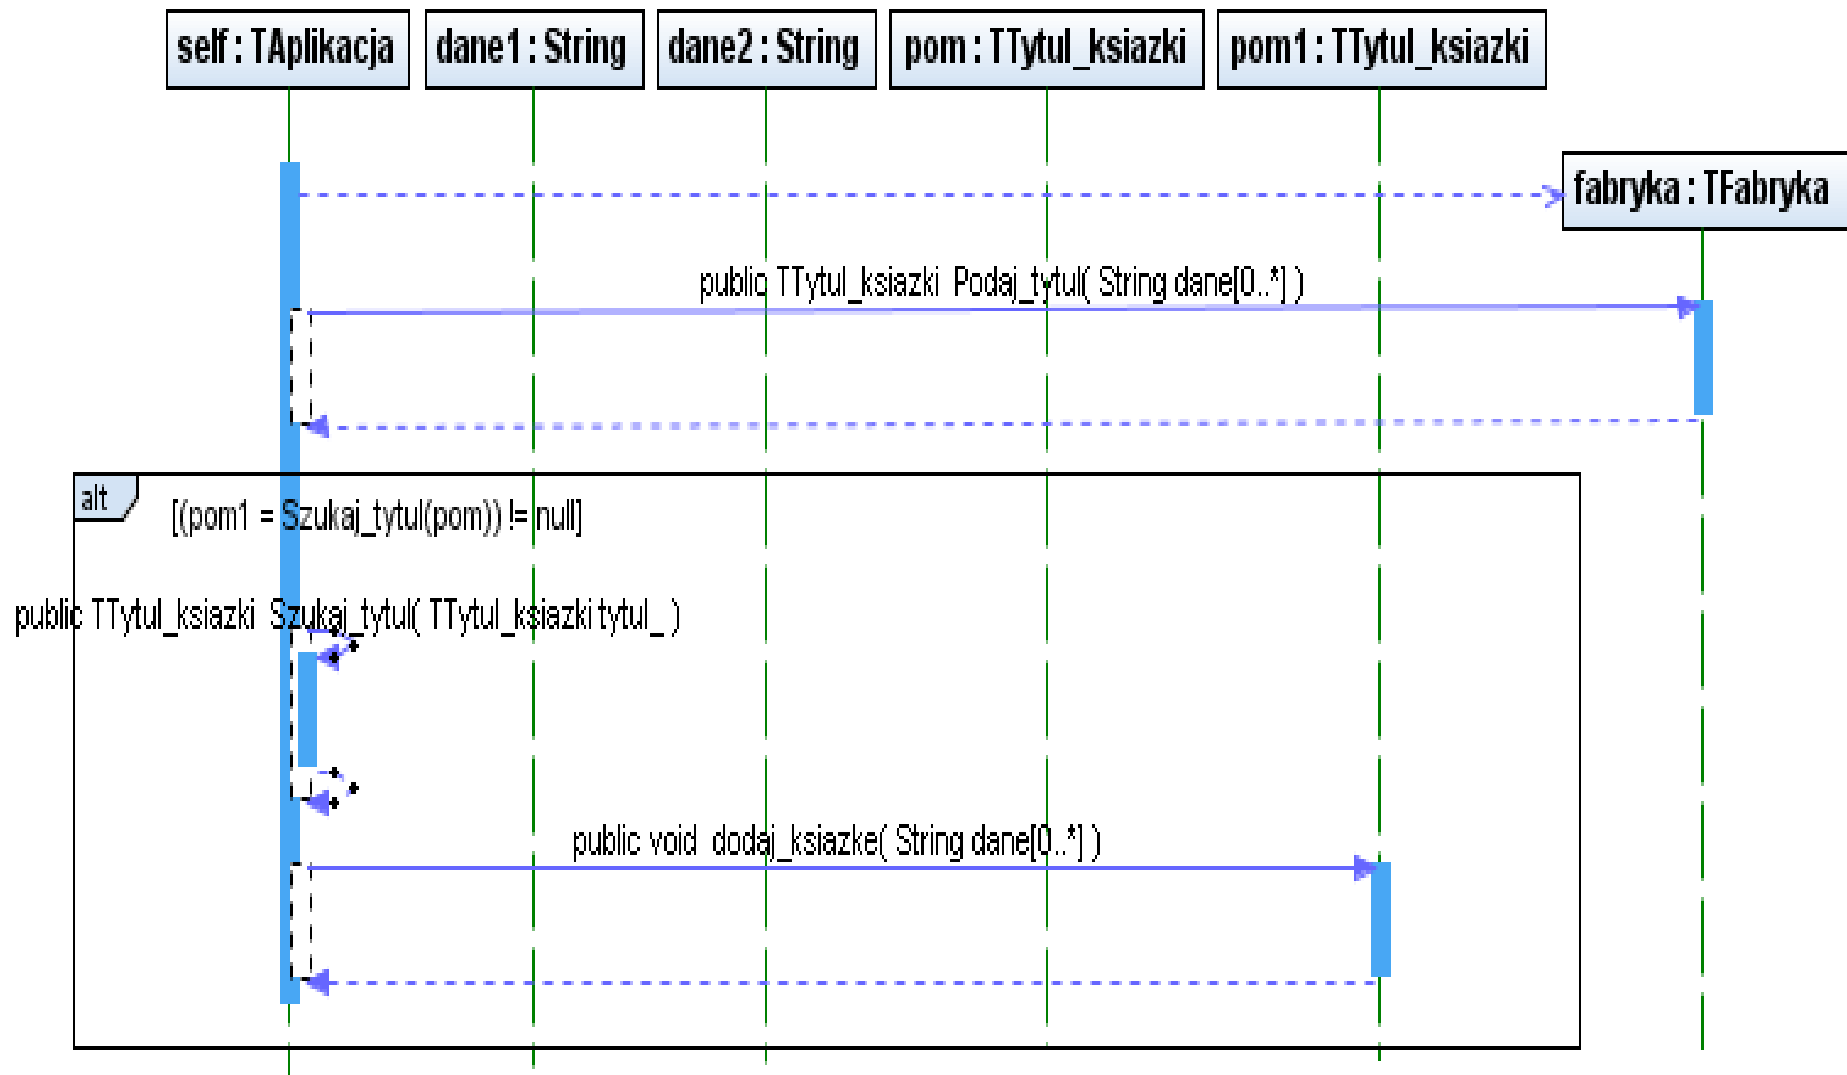 self : TAplikacja
dane1 : String
dane2 : String
pom : TTytul_ksiazki
pom1 : TTytul_ksiazki
fabryka : TFabryka
public TTytul_ksiazki Podaj_tytul( String dane[0..*] )
alt
[(pom1 = Szukaj_tytul(pom)) != null]
public TTytul_ksiazki Szukaj_tytul( TTytul_ksiazki tytul_ )
public void dodaj_ksiazke( String dane[0..*] )